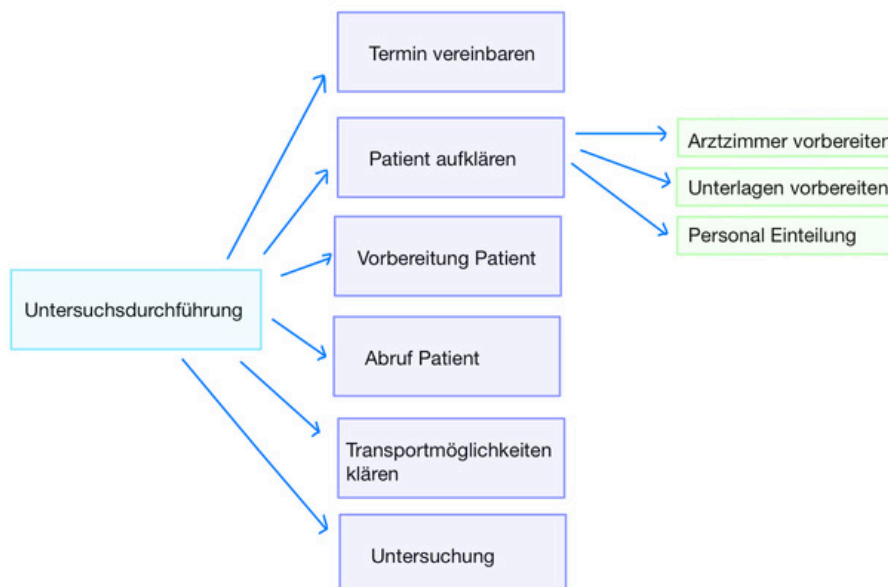 Termin vereinbaren
Patient aufklären
Arztzimmer vorbereiten
Unterlagen vorbereiten
Personal Einteilung
Vorbereitung Patient
Untersuchsdurchführung
Abruf Patient
Transportmöglichkeiten
klären
Untersuchung